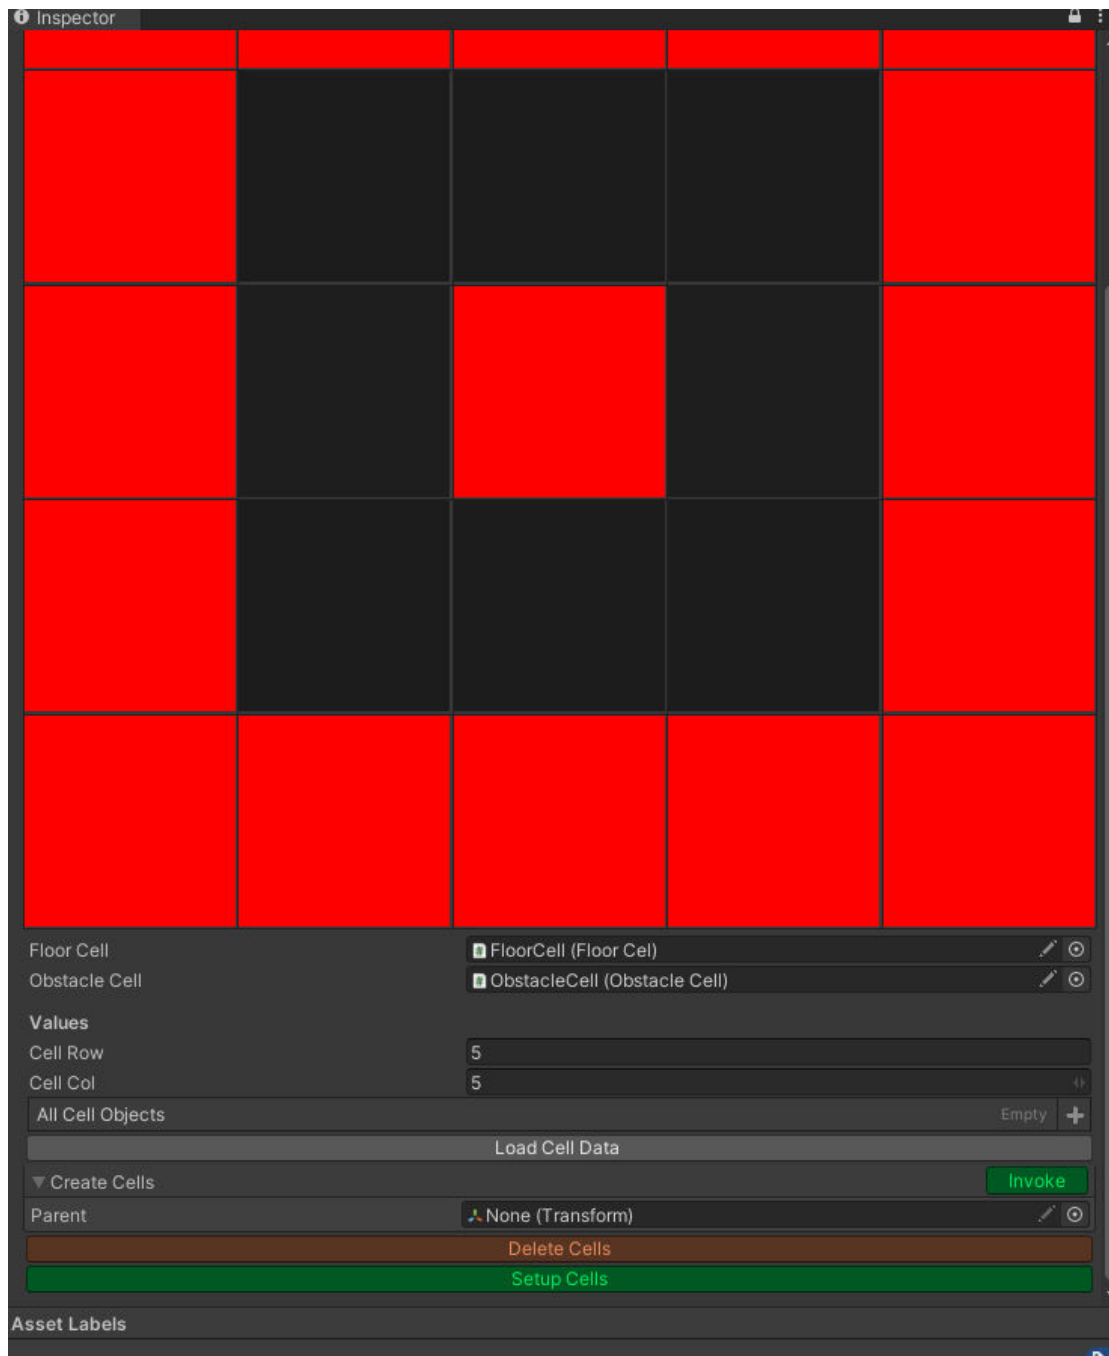 Inspector
Floor Cell
FloorCell (Floor Cel)
Obstacle Cell
ObstacleCell (Obstacle Cell)
Values
Cell Row
5
Cell Col
5
All Cell Objects
Empty
Load Cell Data
Create Cells
Invoke
Parent
None (Transform)
Delete Cells
Setup Cells
Asset Labels